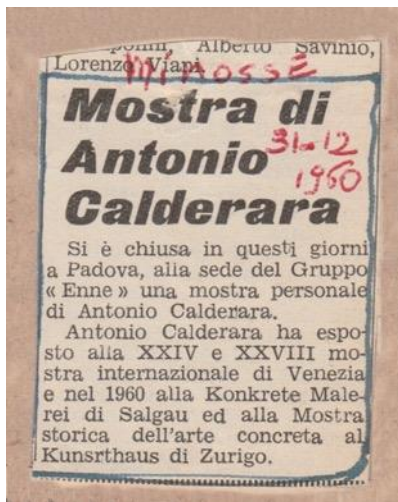 Alberto Savinio,
Lorenzo Viani
MINOSSE
Mostra di
Antonio
31-12
1960
Calderara
Si è chiusa in questi giorni
a Padova, alla sede del Gruppo
« Enne » una mostra personale
di Antonio Calderara.
Antonio Calderara ha espo-
sto alla XXIV e XXVIII mo-
stra internazionale di Venezia
e nel 1960 alla Konkrete Male-
rei di Salgau ed alla Mostra
storica dell'arte concreta al
Kunsrthaus di Zurigo.